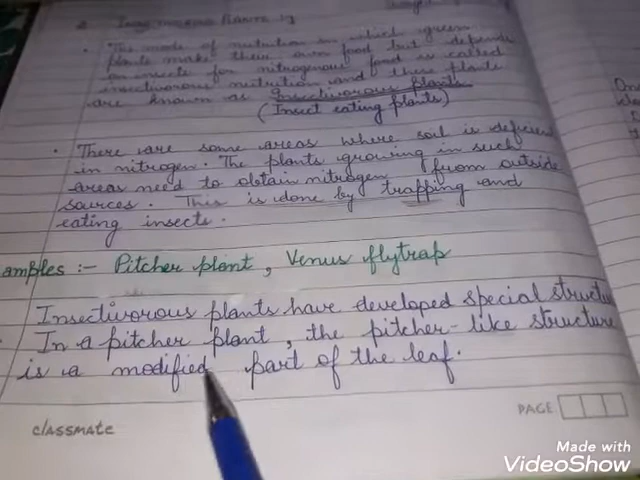 The mode of nutrition in which green
plants make their own food but depends
on insects for nitrogenous food is called
insectivorous nutrition and these plants
are known as Insectivorous plants
(Insect eating plants)
There are some areas where soil is deficient
in nitrogen. The plants growing in such
areas need to obtain nitrogen from outside
sources. This is done by trapping and
eating insects.
amples :- Pitcher plant, Venus flytrap
Insectivorous plants have developed special structu
In a pitcher plant, the pitcher-like structure
is a modified part of the leaf.
PAGE
classmate
Made with
VideoShow